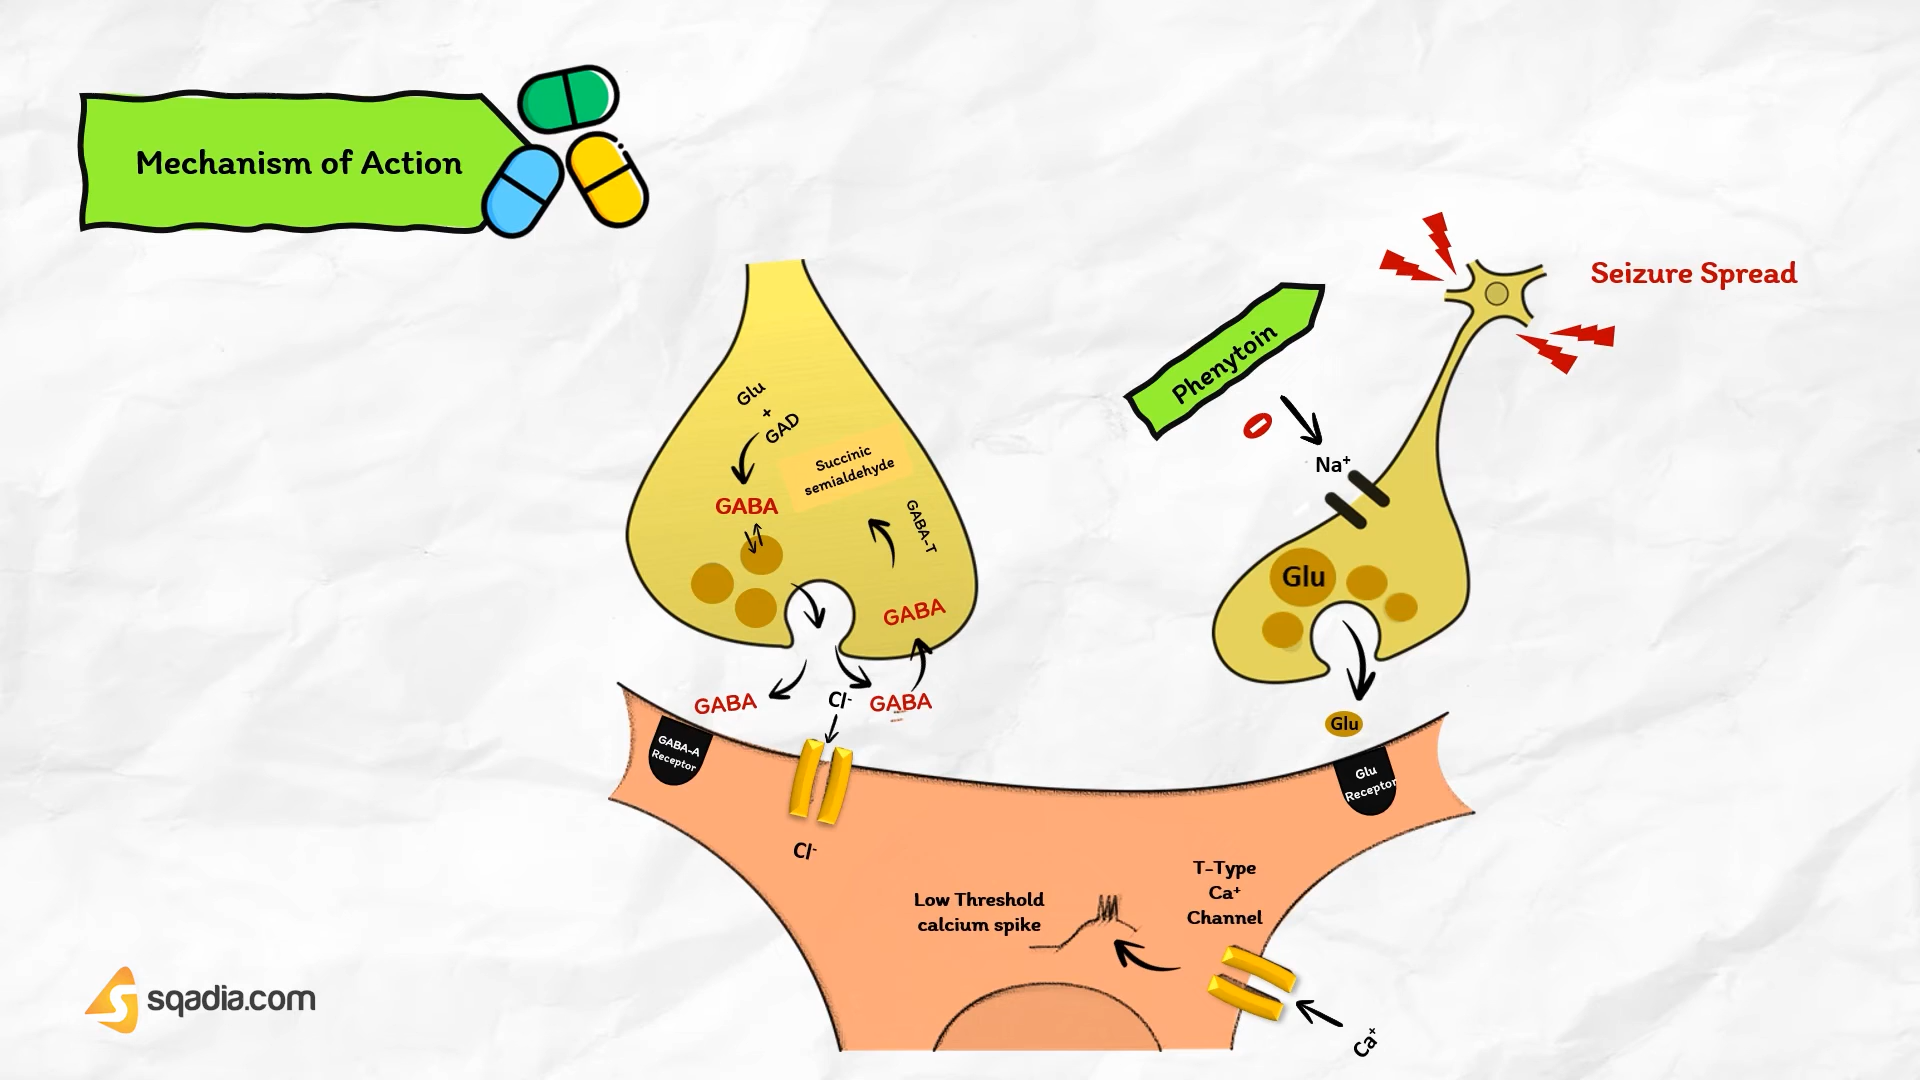 Mechanism of Action
Seizure Spread
Phenytoin
Glu
+
GAD
Succinic
semialdehyde
Na⁺
GABA
GABA-T
Glu
GABA
GABA
Cl⁻
GABA
Glu
GABA-A
Receptor
Glu
Receptor
Cl⁻
T-Type
Ca⁺
Channel
Low Threshold
calcium spike
Ca⁺
sqadia.com